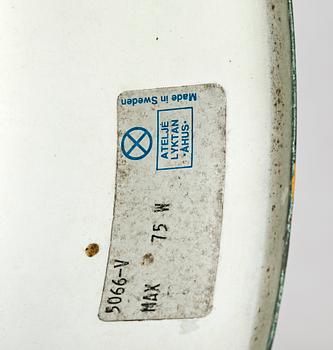 Made in Sweden
ATELJÉ
LYKTAN
·ÅHUS·
5066-V
MAX 75 W